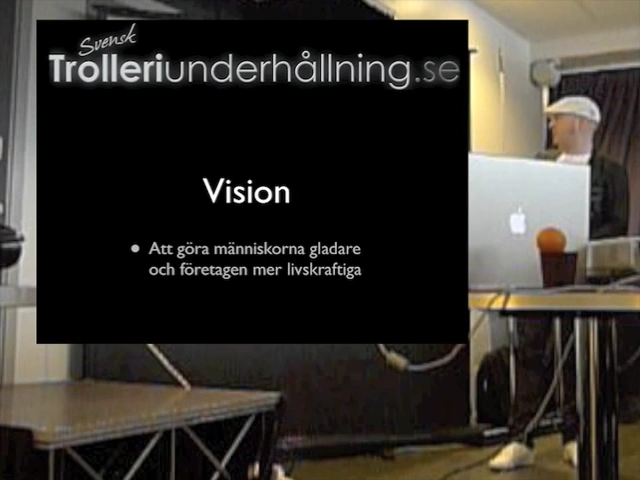 Svensk
Trolleriunderhållning.se
Vision
• Att göra människorna gladare
och företagen mer livskraftiga